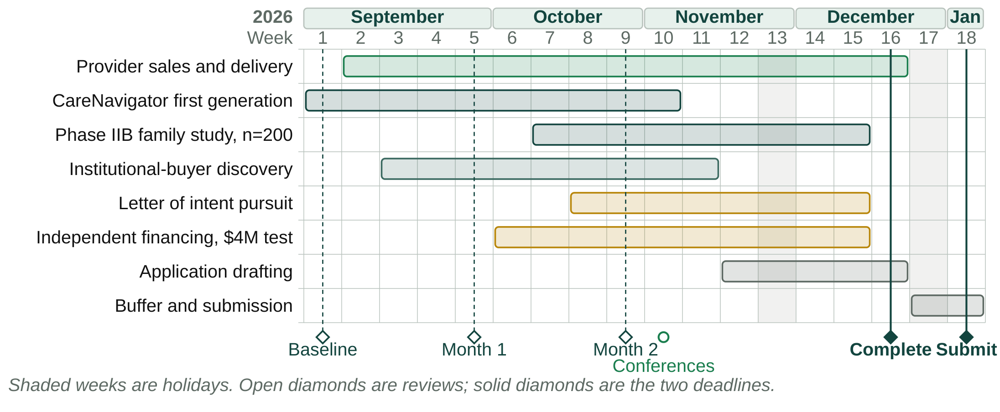 2026 September October November December Jan
Week 1 2 3 4 5 6 7 8 9 10 11 12 13 14 15 16 17 18
Provider sales and delivery
CareNavigator first generation
Phase IIB family study, n=200
Institutional-buyer discovery
Letter of intent pursuit
Independent financing, $4M test
Application drafting
Buffer and submission
Baseline Month 1 Month 2 Complete Submit
Conferences
Shaded weeks are holidays. Open diamonds are reviews; solid diamonds are the two deadlines.